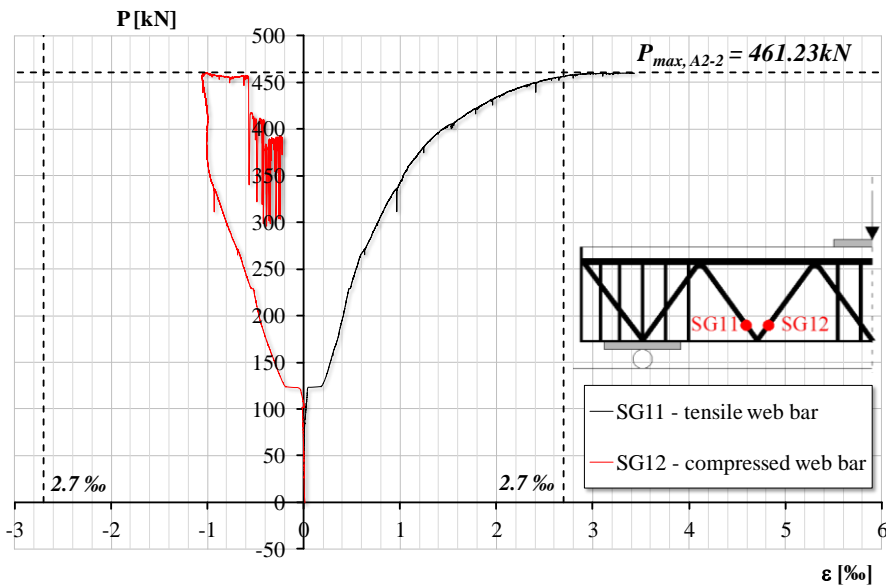 P [kN]
500
P max, A2-2 = 461.23kN
450
400
350
300
250
200
SG11 SG12
150
100
SG11 - tensile web bar
50
SG12 - compressed web bar
2.7 ‰ 2.7 ‰
0
-3 -2 -1 0 1 2 3 4 5 6
-50
ε [‰]